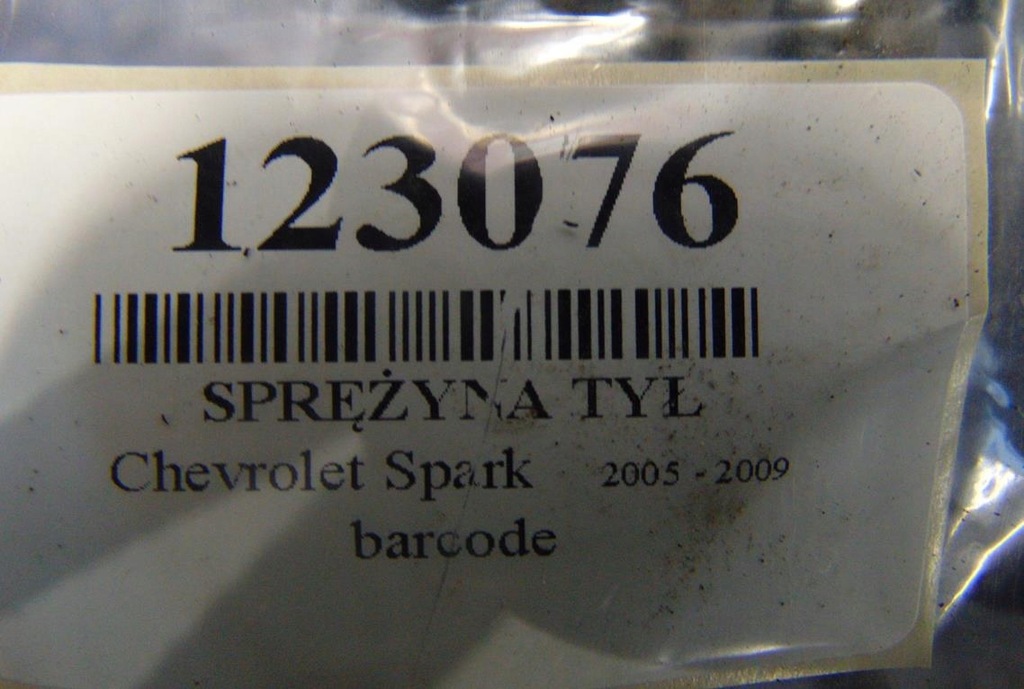 123076
SPRĘŻYNA TYŁ
Chevrolet Spark 2005 - 2009
barcode